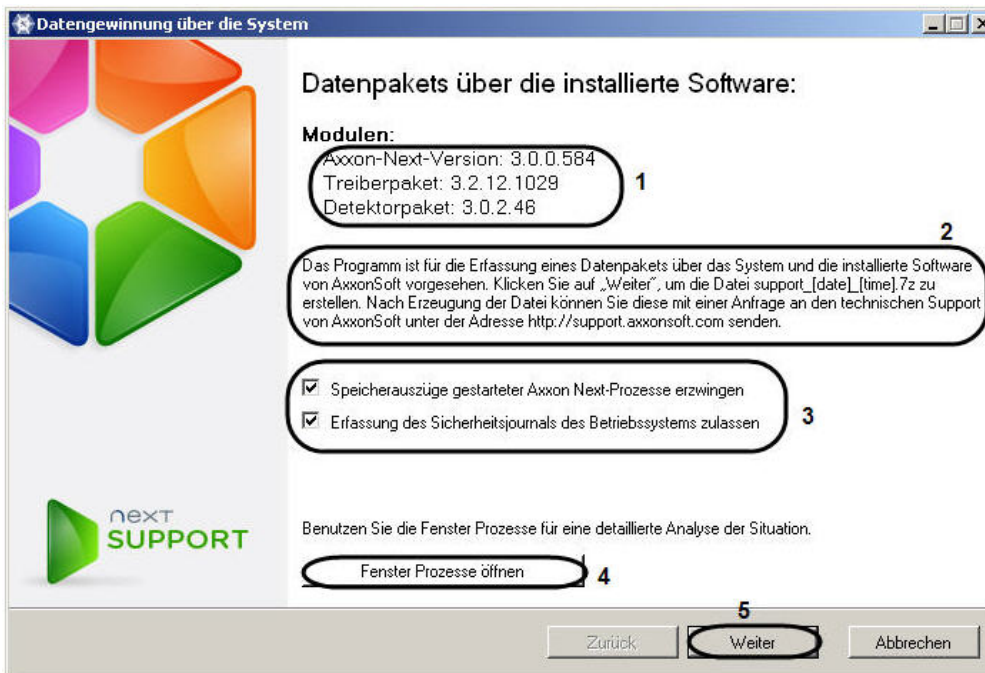 Datengewinnung über die System
Datenpakets über die installierte Software:
Modulen:
Axxon-Next-Version: 3.0.0.584
Treiberpaket: 3.2.12.1029
Detektorpaket: 3.0.2.46
1
2
Das Programm ist für die Erfassung eines Datenpakets über das System und die installierte Software
von AxxonSoft vorgesehen. Klicken Sie auf „Weiter", um die Datei support_[date]_[time].7z zu
erstellen. Nach Erzeugung der Datei können Sie diese mit einer Anfrage an den technischen Support
von AxxonSoft unter der Adresse http://support.axxonsoft.com senden.
Speicherauszüge gestarteter Axxon Next-Prozesse erzwingen
Erfassung des Sicherheitsjournals des Betriebssystems zulassen
3
next
SUPPORT
Benutzen Sie die Fenster Prozesse für eine detaillierte Analyse der Situation.
Fenster Prozesse öffnen
4
5
Zurück
Weiter
Abbrechen